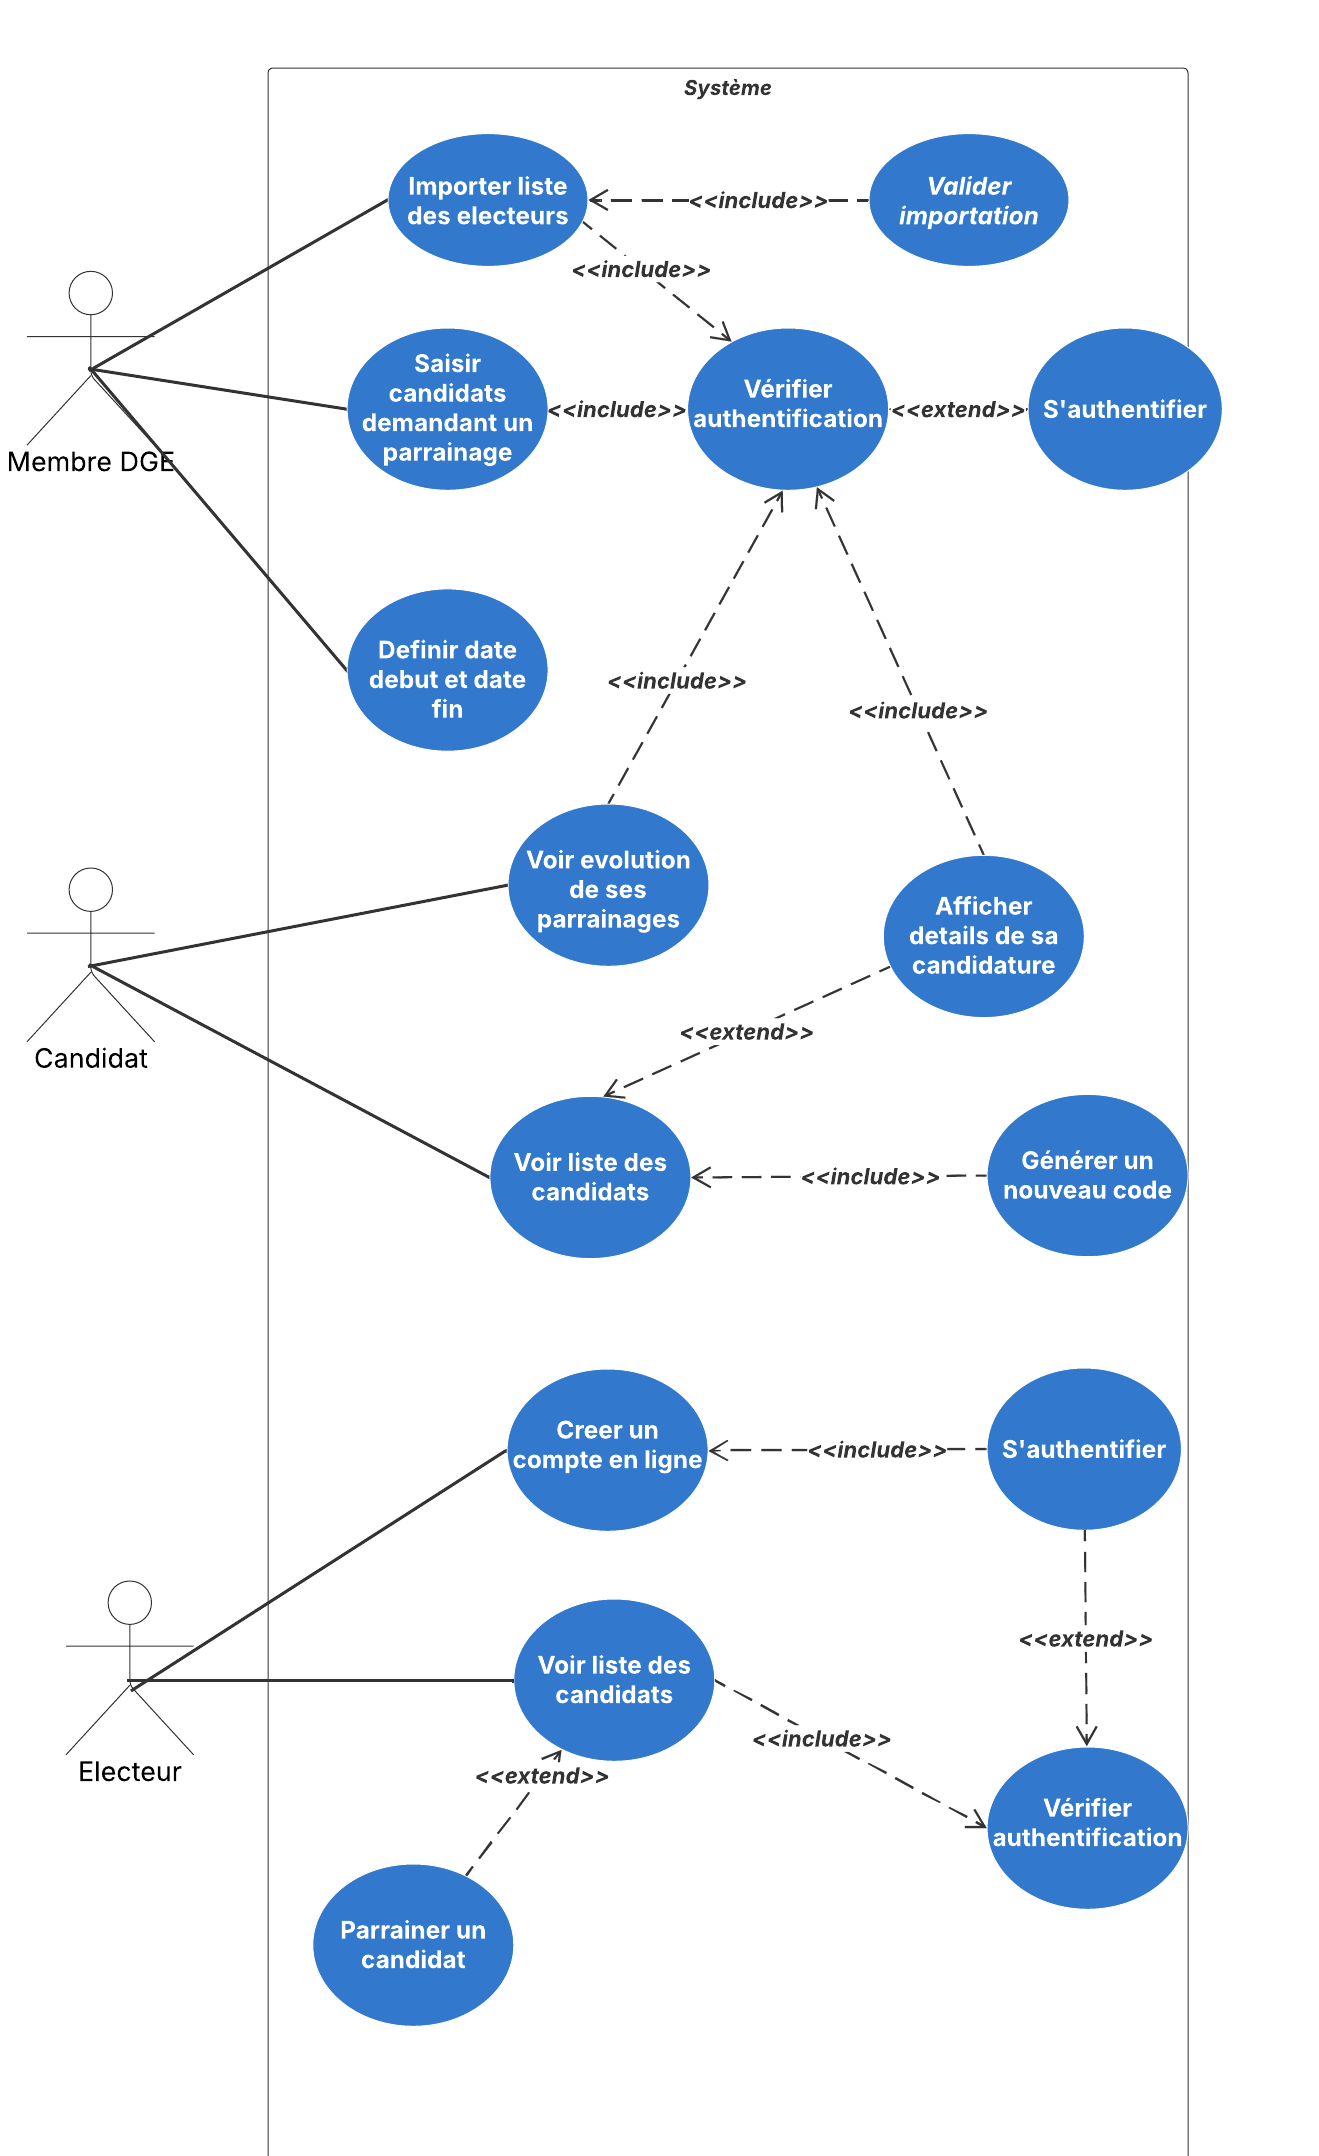 Système
Importer liste
des electeurs
<<include>>
Valider
importation
<<include>>
Membre DGE
Saisir
candidats
demandant un
parrainage
<<include>>
Vérifier
authentification
<<extend>>
S'authentifier
Definir date
debut et date
fin
<<include>>
<<include>>
Candidat
Voir evolution
de ses
parrainages
Afficher
details de sa
candidature
<<extend>>
Voir liste des
candidats
<<include>>
Générer un
nouveau code
Creer un
compte en ligne
<<include>>
S'authentifier
<<extend>>
Electeur
Voir liste des
candidats
<<include>>
<<extend>>
Vérifier
authentification
Parrainer un
candidat